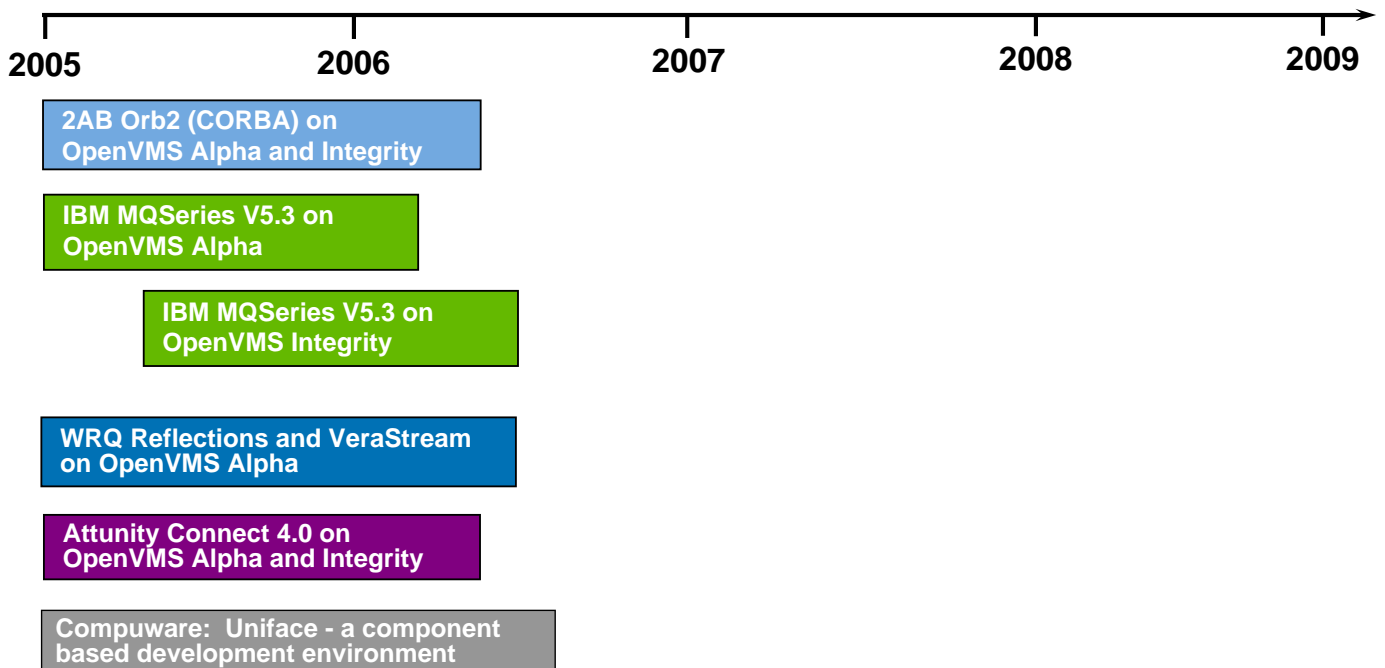 2005 2006 2007 2008 2009
2AB Orb2 (CORBA) on
OpenVMS Alpha and Integrity
IBM MQSeries V5.3 on
OpenVMS Alpha
IBM MQSeries V5.3 on
OpenVMS Integrity
WRQ Reflections and VeraStream
on OpenVMS Alpha
Attunity Connect 4.0 on
OpenVMS Alpha and Integrity
Compuware: Uniface - a component
based development environment